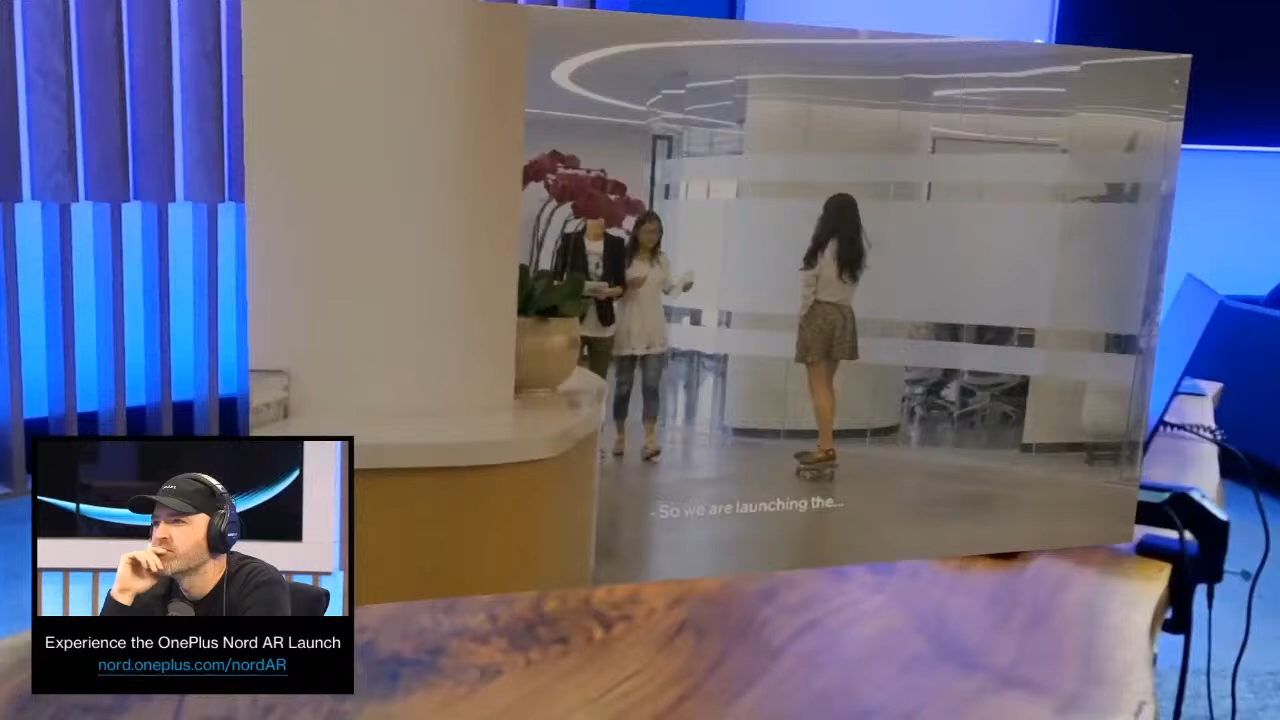 - So we are launching the...
Experience the OnePlus Nord AR Launch
nord.oneplus.com/nordAR